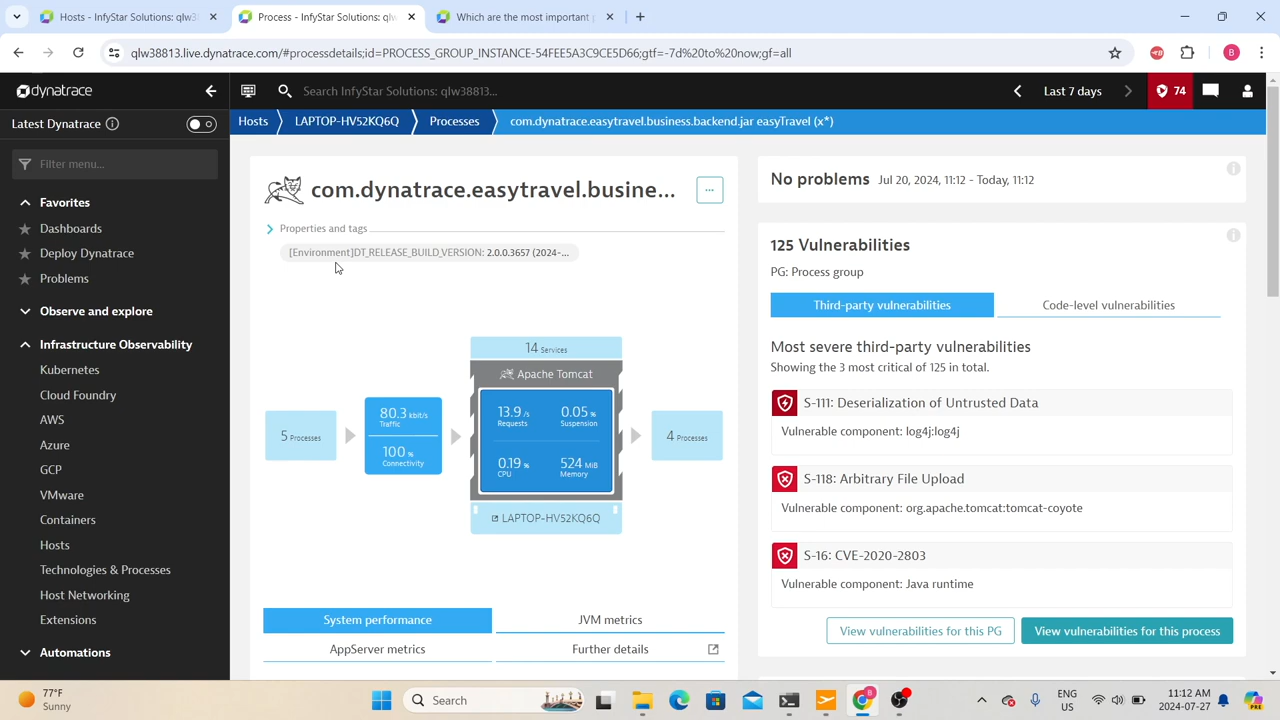 Hosts - InfyStar Solutions: qlw38
Process - InfyStar Solutions: qlw
Which are the most important
qlw38813.live.dynatrace.com/#processdetails;id=PROCESS_GROUP_INSTANCE-54FEE5A3C9CE5D66;gtf=-7d%20to%20now;gf=all
B
dynatrace
Search InfyStar Solutions: qlw38813...
Last 7 days
74
Latest Dynatrace
Hosts
LAPTOP-HV52KQ6Q
Processes
com.dynatrace.easytravel.business.backend.jar easyTravel (x*)
Filter menu...
Favorites
Dashboards
Deploy Dynatrace
Problems
Observe and explore
Infrastructure Observability
Kubernetes
Cloud Foundry
AWS
Azure
GCP
VMware
Containers
Hosts
Technologies & Processes
Host Networking
Extensions
Automations
com.dynatrace.easytravel.busine...
...
Properties and tags
[Environment]DT_RELEASE_BUILD_VERSION: 2.0.0.3657 (2024-...
14 Services
Apache Tomcat
5 Processes
80.3 kbit/s
Traffic
100 %
Connectivity
13.9 /s
Requests
0.05 %
Suspension
0.19 %
CPU
524 MiB
Memory
4 Processes
LAPTOP-HV52KQ6Q
System performance
JVM metrics
AppServer metrics
Further details
No problems Jul 20, 2024, 11:12 - Today, 11:12
125 Vulnerabilities
PG: Process group
Third-party vulnerabilities
Code-level vulnerabilities
Most severe third-party vulnerabilities
Showing the 3 most critical of 125 in total.
S-111: Deserialization of Untrusted Data
Vulnerable component: log4j:log4j
S-118: Arbitrary File Upload
Vulnerable component: org.apache.tomcat:tomcat-coyote
S-16: CVE-2020-2803
Vulnerable component: Java runtime
View vulnerabilities for this PG
View vulnerabilities for this process
77°F
Sunny
Search
ENG
US
11:12 AM
2024-07-27